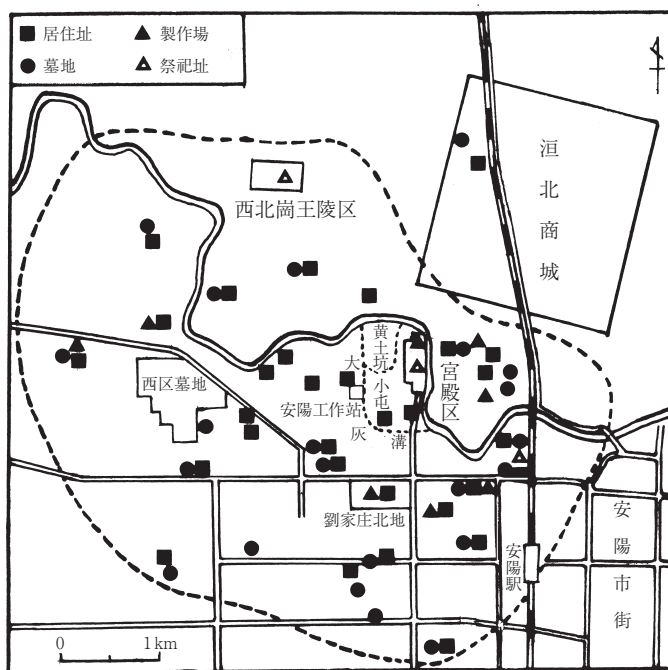 居住址
製作場
墓地
祭祀址
洹北商城
西北崗王陵区
黄土坑
大灰溝
小屯
宮殿区
西区墓地
安陽工作站
劉家庄北地
安陽駅
安陽市街
0 1km